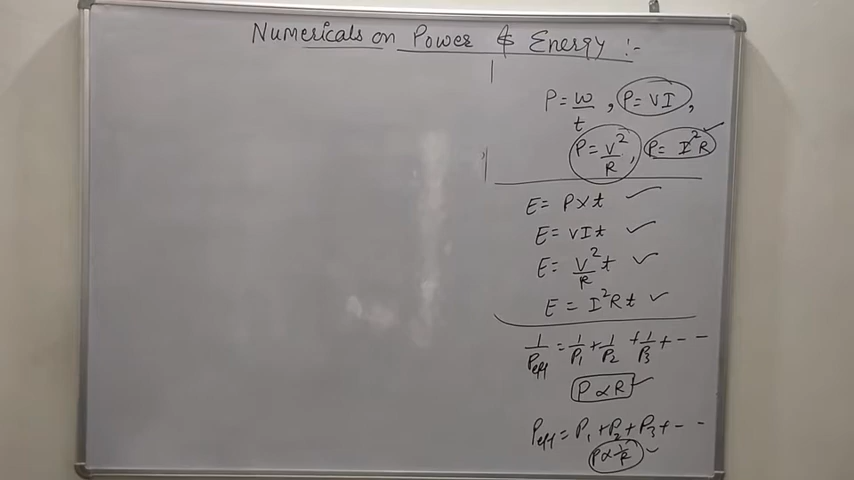 Numericals on Power & Energy :-
P = W/t , P = VI ,
P = V²/R , P = I²R ✓
E = P×t ✓
E = VIt ✓
E = V²/R t ✓
E = I²Rt ✓
1/Peff = 1/P₁ + 1/P₂ + 1/P₃ + - -
P ∝ R ✓
Peff = P₁ + P₂ + P₃ + - -
P ∝ 1/R ✓